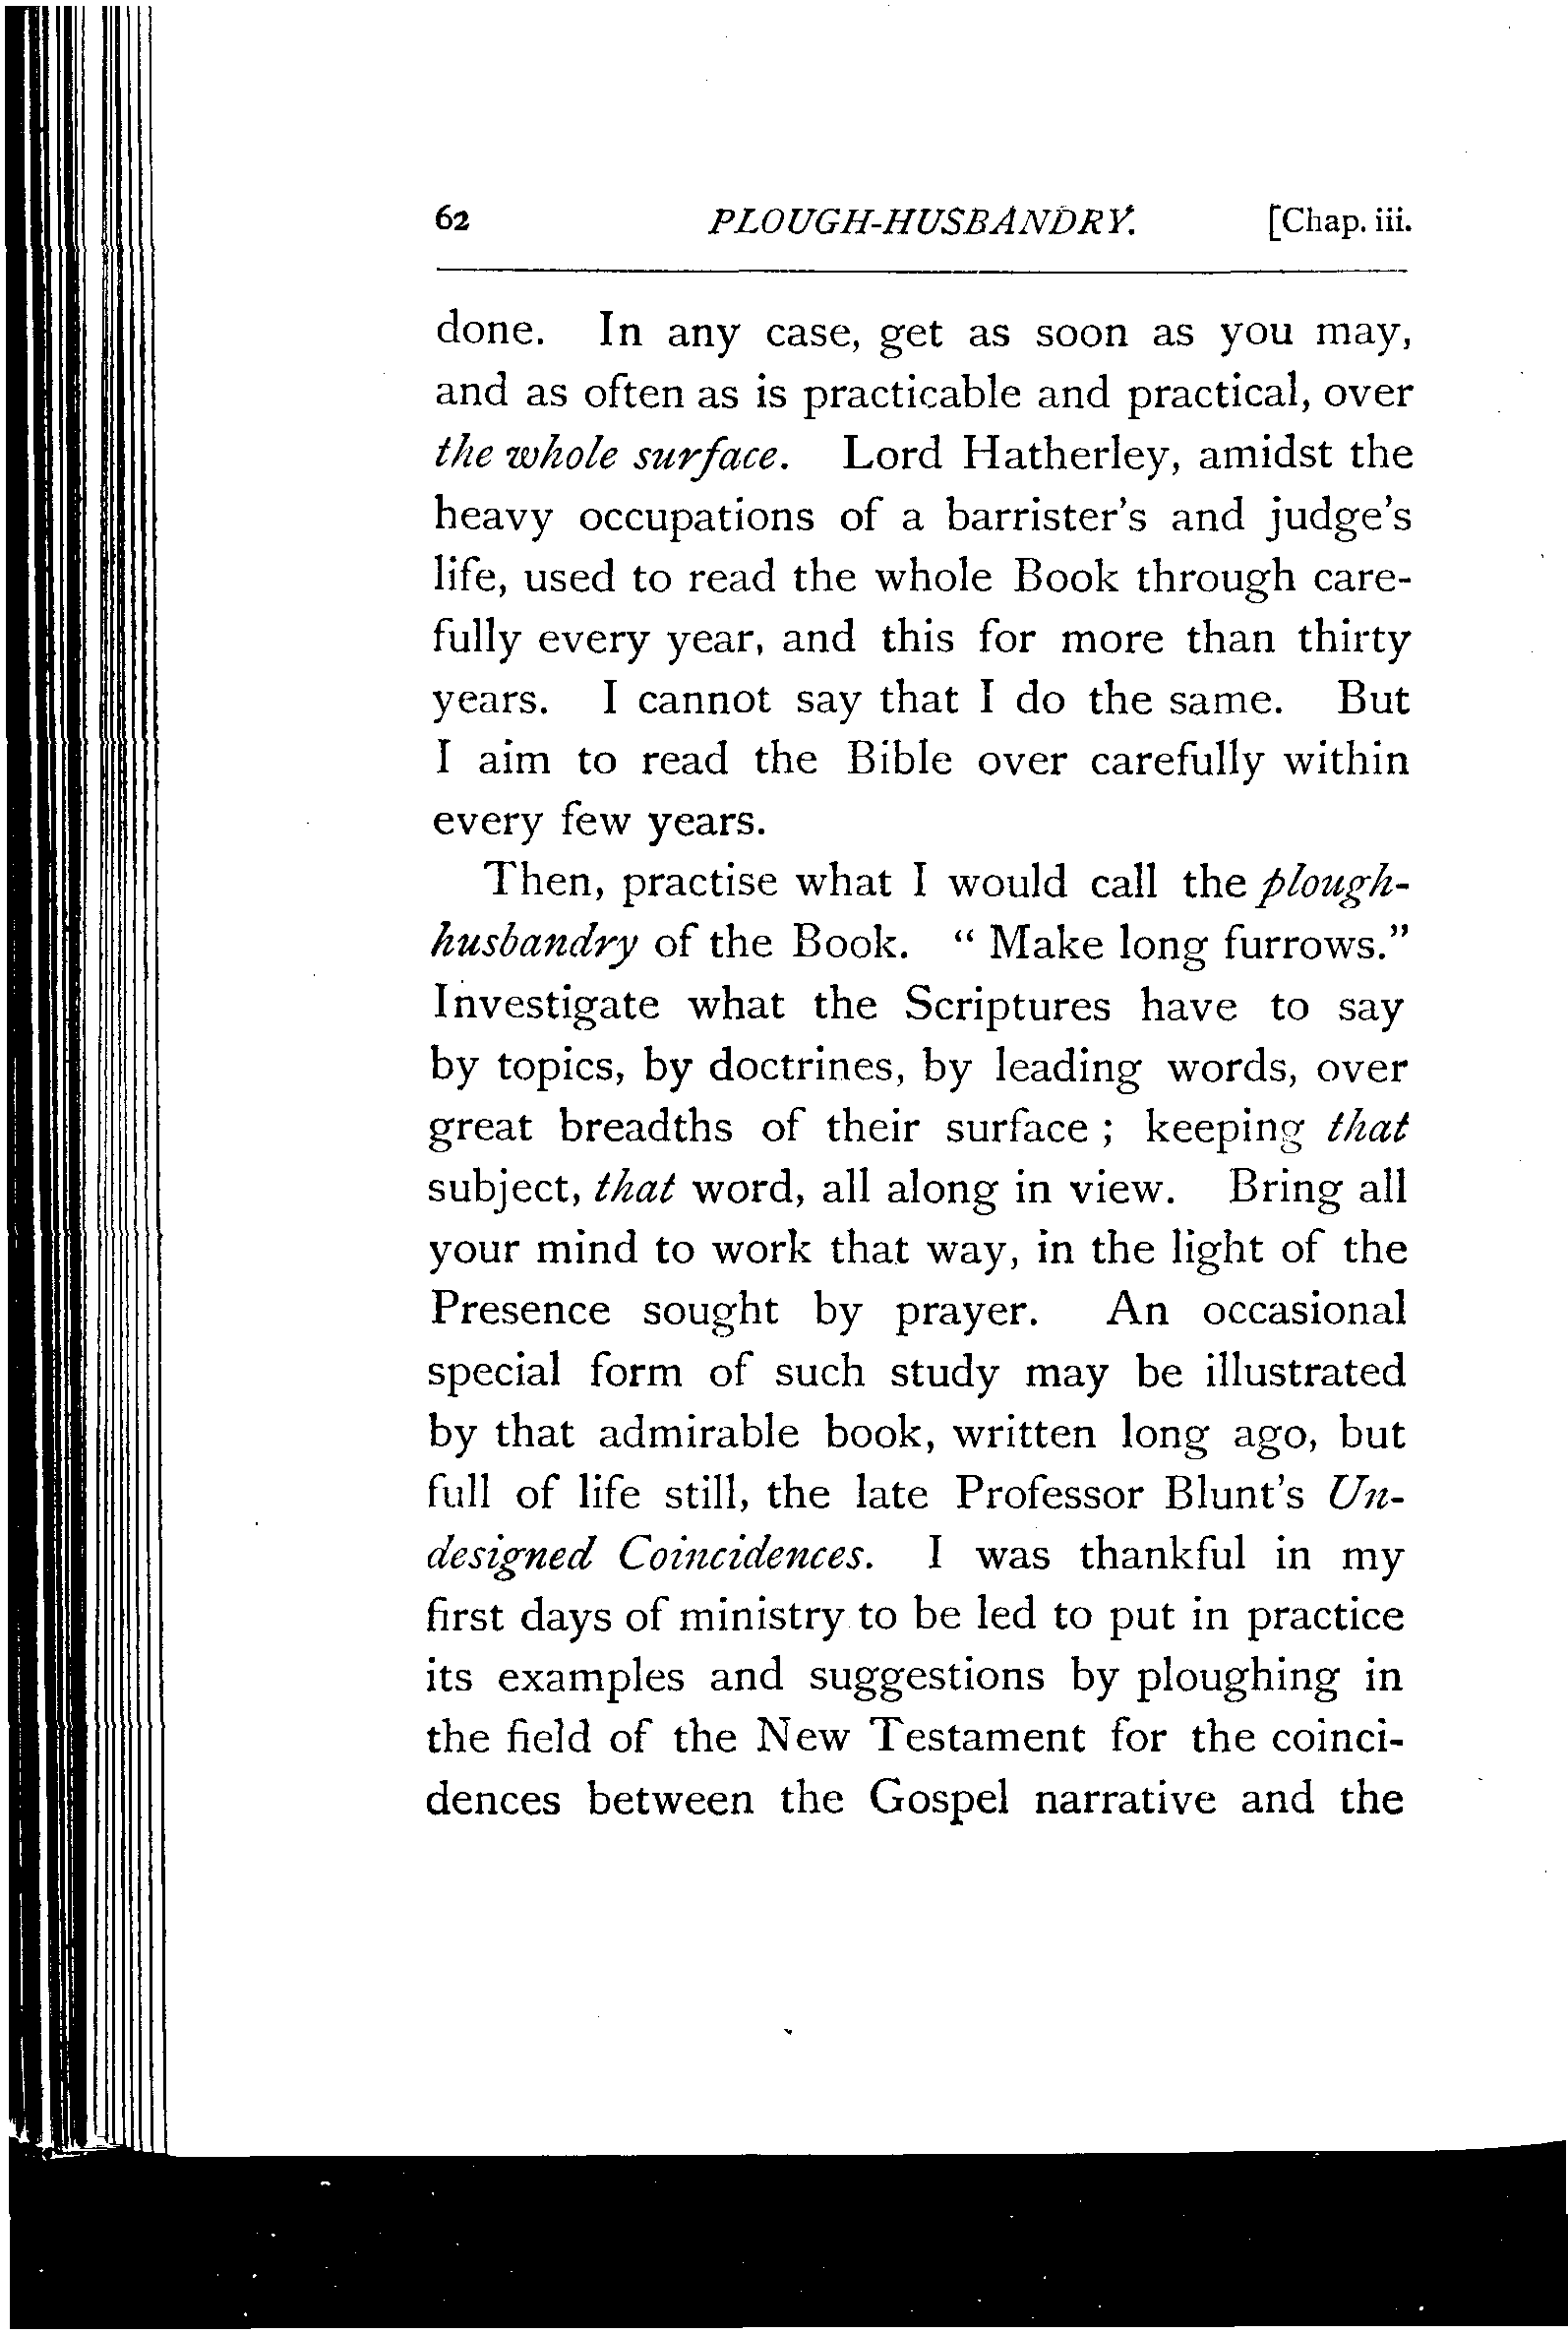 62 PLOUGH-HUSBANDRY. [Chap. iii.
done. In any case, get as soon as you may,
and as often as is practicable and practical, over
the whole surface. Lord Hatherley, amidst the
heavy occupations of a barrister's and judge's
life, used to read the whole Book through care-
fully every year, and this for more than thirty
years. I cannot say that I do the same. But
I aim to read the Bible over carefully within
every few years.
Then, practise what I would call the plough-
husbandry of the Book. “ Make long furrows.”
Investigate what the Scriptures have to say
by topics, by doctrines, by leading words, over
great breadths of their surface ; keeping that
subject, that word, all along in view. Bring all
your mind to work that way, in the light of the
Presence sought by prayer. An occasional
special form of such study may be illustrated
by that admirable book, written long ago, but
full of life still, the late Professor Blunt's Un-
designed Coincidences. I was thankful in my
first days of ministry to be led to put in practice
its examples and suggestions by ploughing in
the field of the New Testament for the coinci-
dences between the Gospel narrative and the